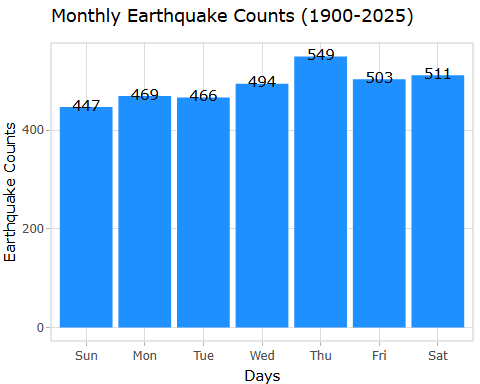 Monthly Earthquake Counts (1900-2025)
Earthquake Counts
400
200
0
447 469 466 494 549 503 511
Sun Mon Tue Wed Thu Fri Sat
Days